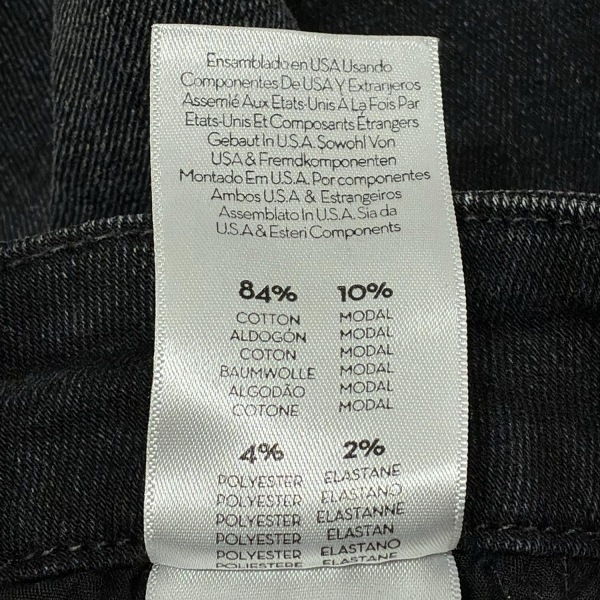 Ensamblado en USA Usando
Componentes De USA Y Extranjeros
Assemlé Aux Etats-Unis A La Fois Par
Etats-Unis Et Composants Étrangers
Gebaut In U.S.A. Sowohl Von
USA & Fremdkomponenten
Montado Em U.S.A. Por componentes
Ambos U.S.A & Estrangeiros
Assemblato In U.S.A. Sia da
U.S.A & Esteri Components
84% 10%
COTTON MODAL
ALDOGÓN MODAL
COTON MODAL
BAUMWOLLE MODAL
ALGODÃO MODAL
COTONE MODAL
4% 2%
POLYESTER ELASTANE
POLYESTER ELASTANO
POLYESTER ELASTANNE
POLYESTER ELASTAN
POLYESTER ELASTANO
POLIESTERE ELASTANE